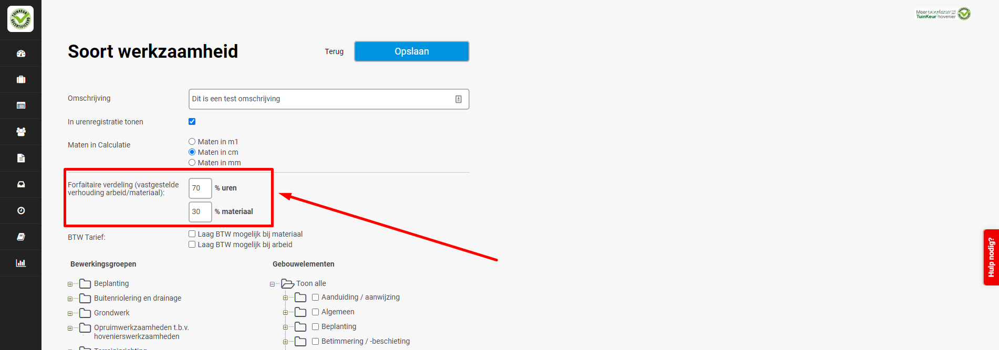 TUINKEUR
GECERTIFICEERD
Meer tuinplezier
TuinKeur-hovenier
Soort werkzaamheid
Terug
Opslaan
Omschrijving
Dit is een test omschrijving
In urenregistratie tonen
Maten in Calculatie
Maten in m1
Maten in cm
Maten in mm
Forfaitaire verdeling (vastgestelde
verhouding arbeid/materiaal):
70 % uren
30 % materiaal
BTW Tarief:
Laag BTW mogelijk bij materiaal
Laag BTW mogelijk bij arbeid
Bewerkingsgroepen
Beplanting
Buitenriolering en drainage
Grondwerk
Opruimwerkzaamheden t.b.v.
hovenierswerkzaamheden
Terreininrichting
Gebouwelementen
Toon alle
Aanduiding / aanwijzing
Algemeen
Beplanting
Betimmering / -beschieting
Hulp nodig?